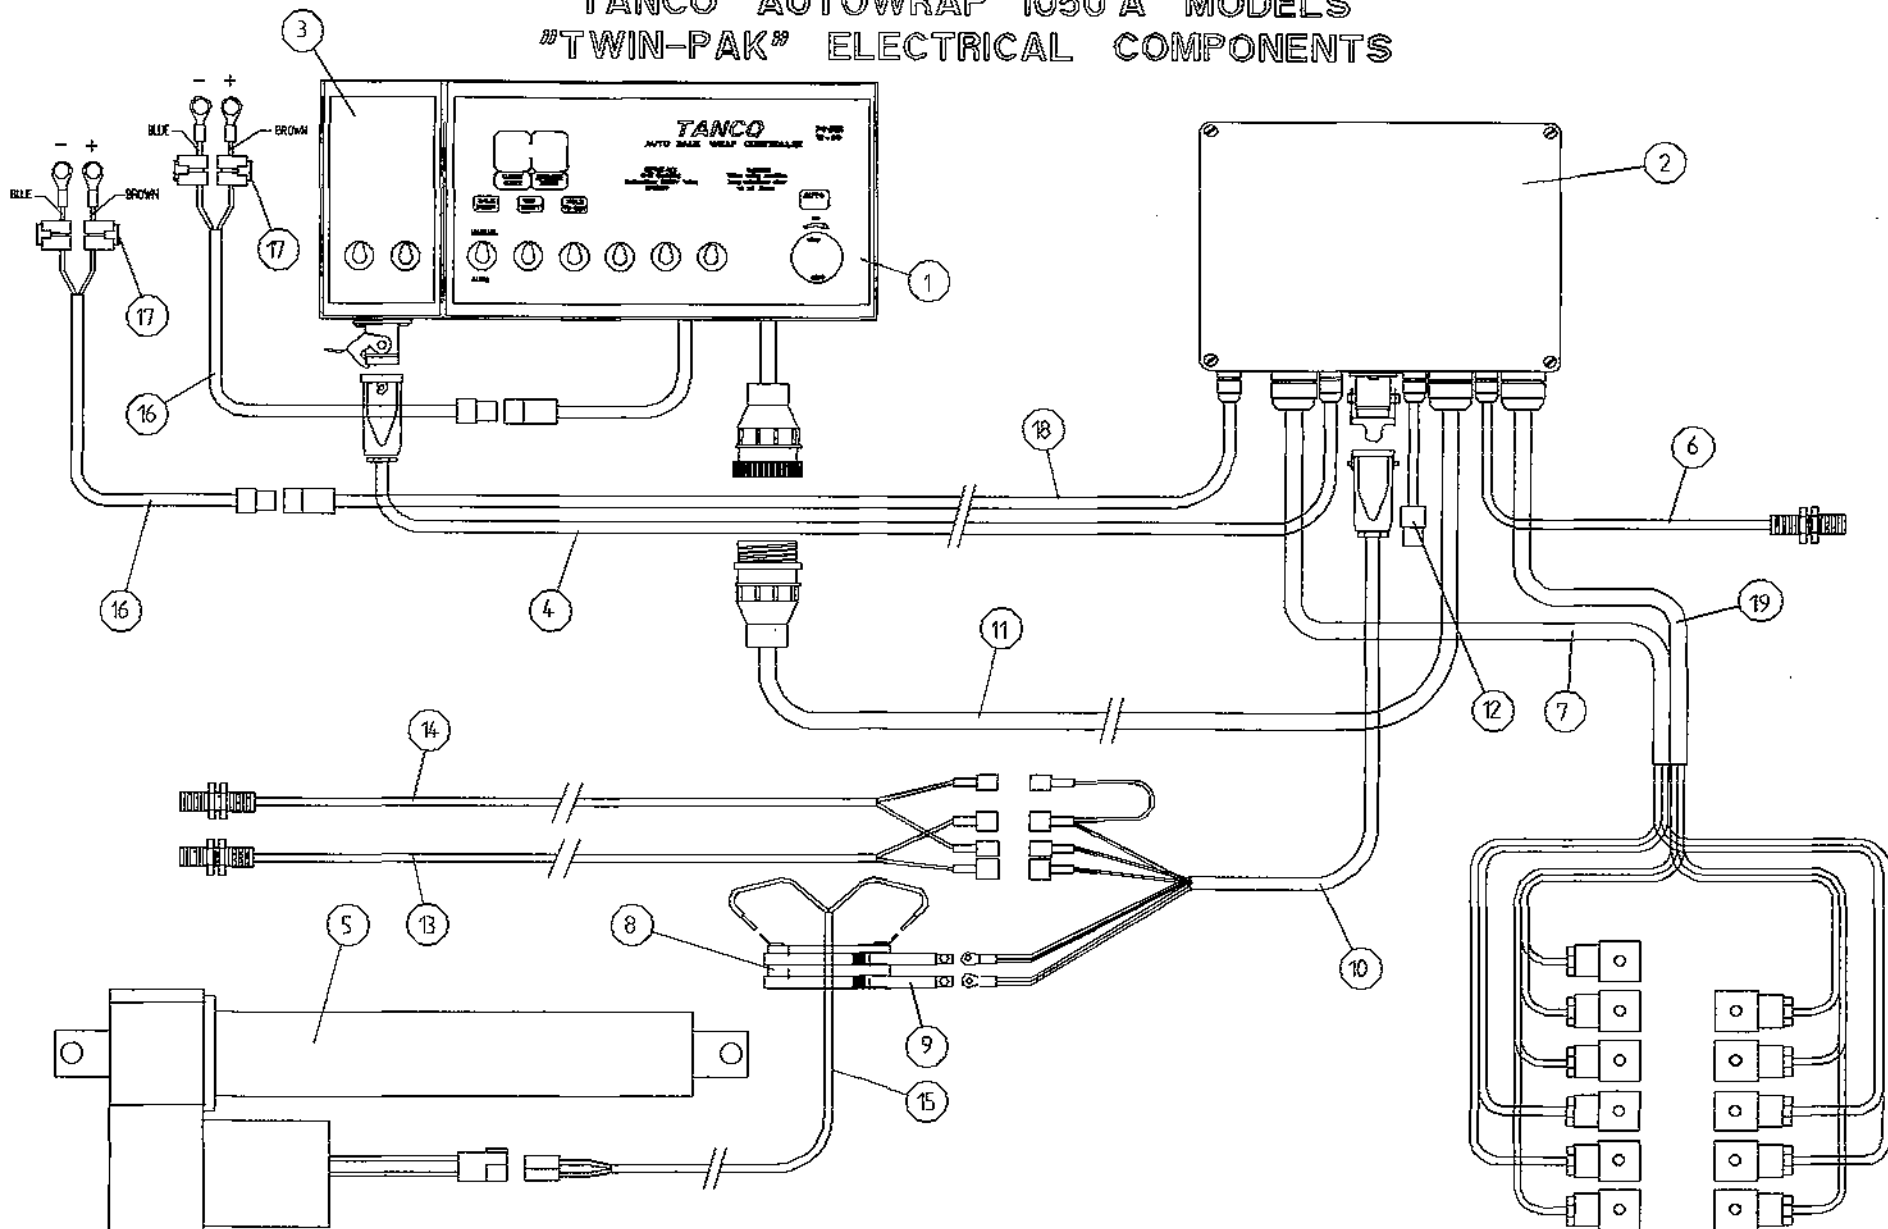 TANCO AUTOWRAP 1050 A MODELS
"TWIN-PAK" ELECTRICAL COMPONENTS
3
- +
BLUE
BROWN
- +
BLUE
BROWN
17
17
TANCO
AUTO BALE WRAP CONTROLLER
AUTO
MANUAL
AUTO
1
2
16
18
6
16
4
11
19
12
7
14
13
5
8
10
9
15